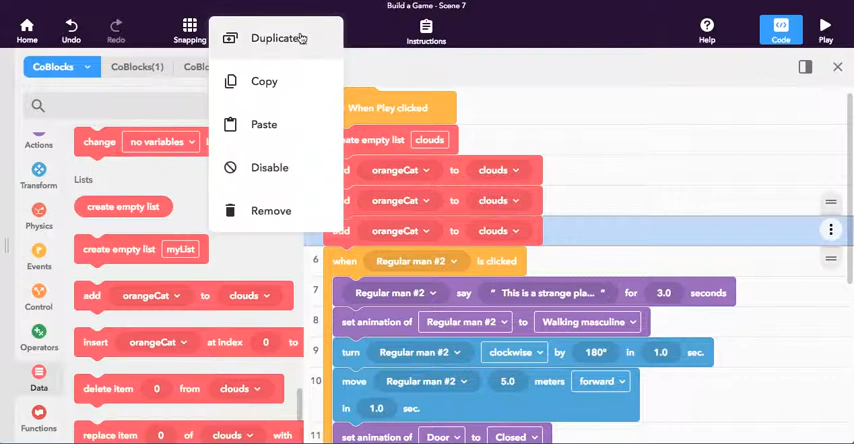 Build a Game - Scene 7
Home
Undo
Redo
Snapping
Instructions
Help
Code
Play
CoBlocks
CoBlocks(1)
CoBl
Duplicate
Copy
Paste
Disable
Remove
Actions
Transform
Physics
Events
Control
Operators
Data
Functions
change no variables
Lists
create empty list
create empty list myList
add orangeCat to clouds
insert orangeCat at index 0 to
delete item 0 from clouds
replace item 0 of clouds with
When Play clicked
empty list clouds
orangeCat to clouds
orangeCat to clouds
orangeCat to clouds
6 when Regular man #2 is clicked
7 Regular man #2 say " This is a strange pla... " for 3.0 seconds
8 set animation of Regular man #2 to Walking masculine
9 turn Regular man #2 clockwise by 180° in 1.0 sec.
10 move Regular man #2 5.0 meters forward
in 1.0 sec.
11 set animation of Door to Closed